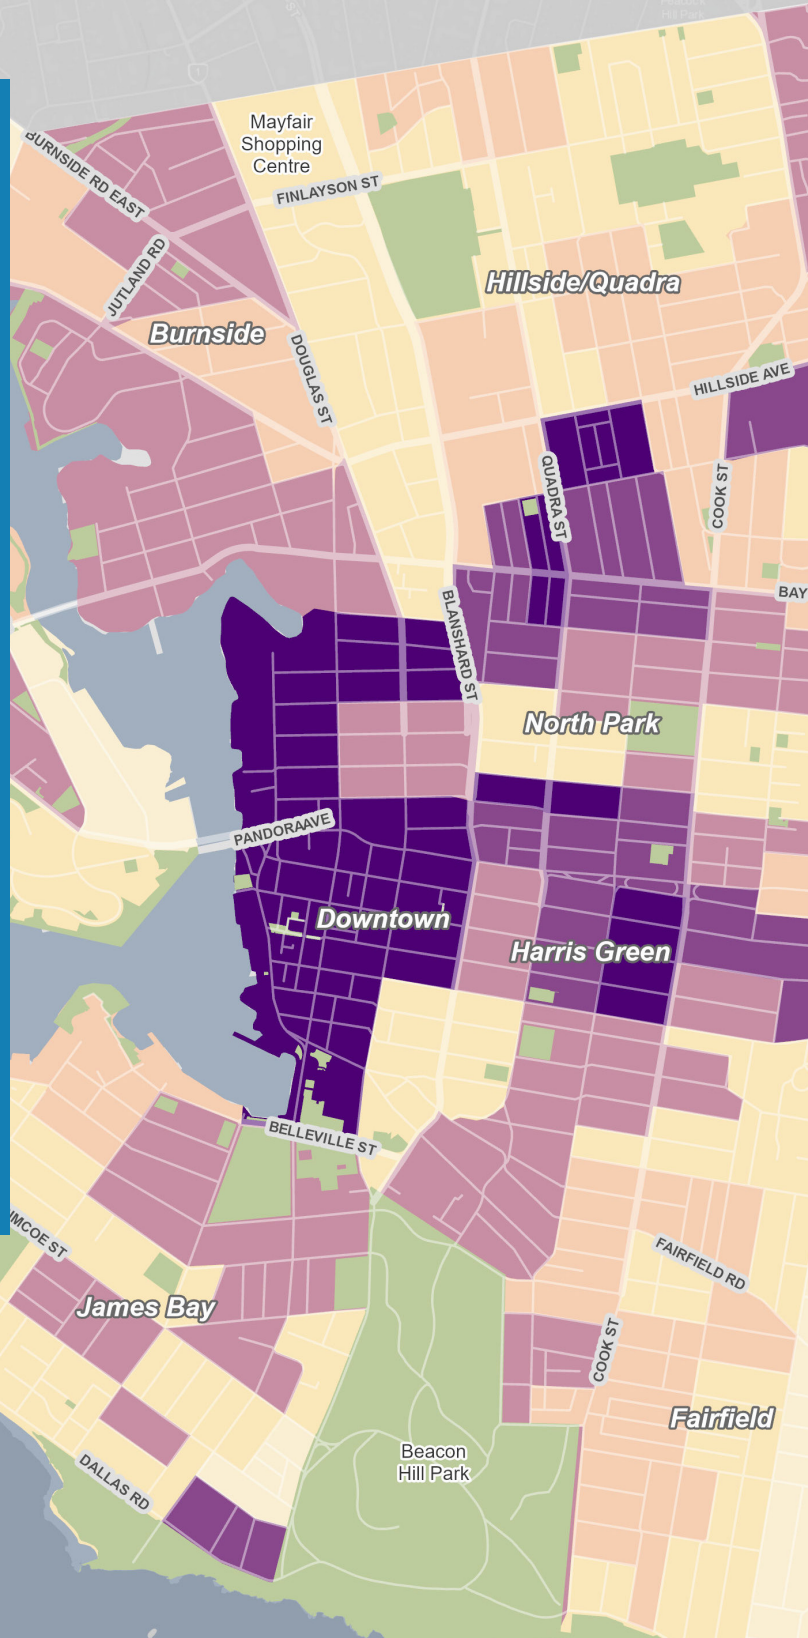 Mayfair
Shopping
Centre
BURNSIDE RD EAST
FINLAYSON ST
JUTLAND RD
Hillside/Quadra
Burnside
DOUGLAS ST
HILLSIDE AVE
QUADRA ST
COOK ST
BAY
BLANSHARD ST
North Park
PANDORA AVE
Downtown
Harris Green
BELLEVILLE ST
IMCOE ST
FAIRFIELD RD
James Bay
COOK ST
Fairfield
Beacon
Hill Park
DALLAS RD